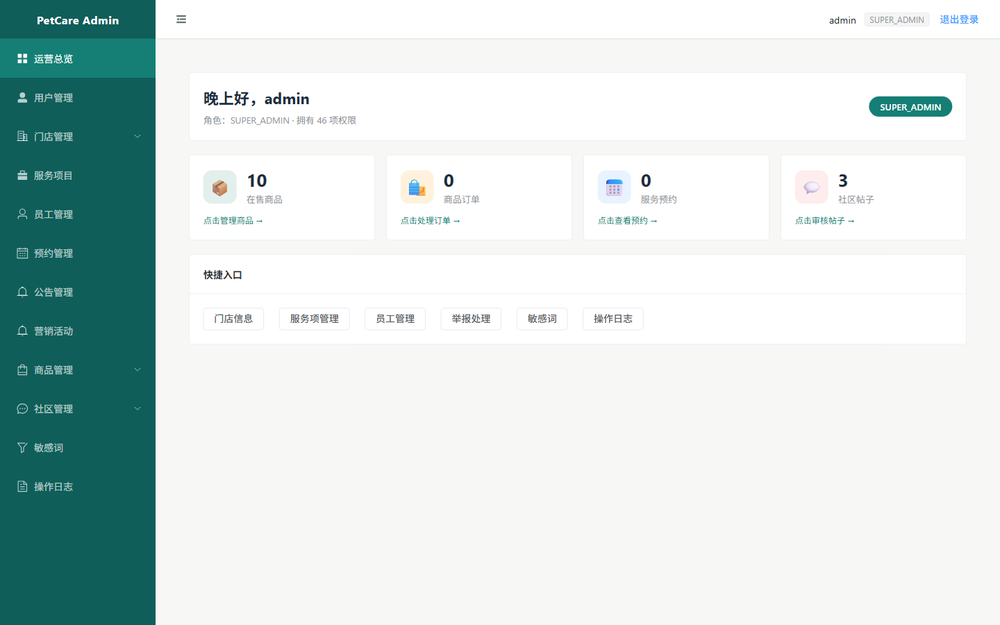 PetCare Admin
admin
SUPER_ADMIN
退出登录
运营总览
用户管理
门店管理
服务项目
员工管理
预约管理
公告管理
营销活动
商品管理
社区管理
敏感词
操作日志
晚上好，admin
角色：SUPER_ADMIN · 拥有 46 项权限
SUPER_ADMIN
10
在售商品
点击管理商品 →
0
商品订单
点击处理订单 →
0
服务预约
点击查看预约 →
3
社区帖子
点击审核帖子 →
快捷入口
门店信息
服务项管理
员工管理
举报处理
敏感词
操作日志